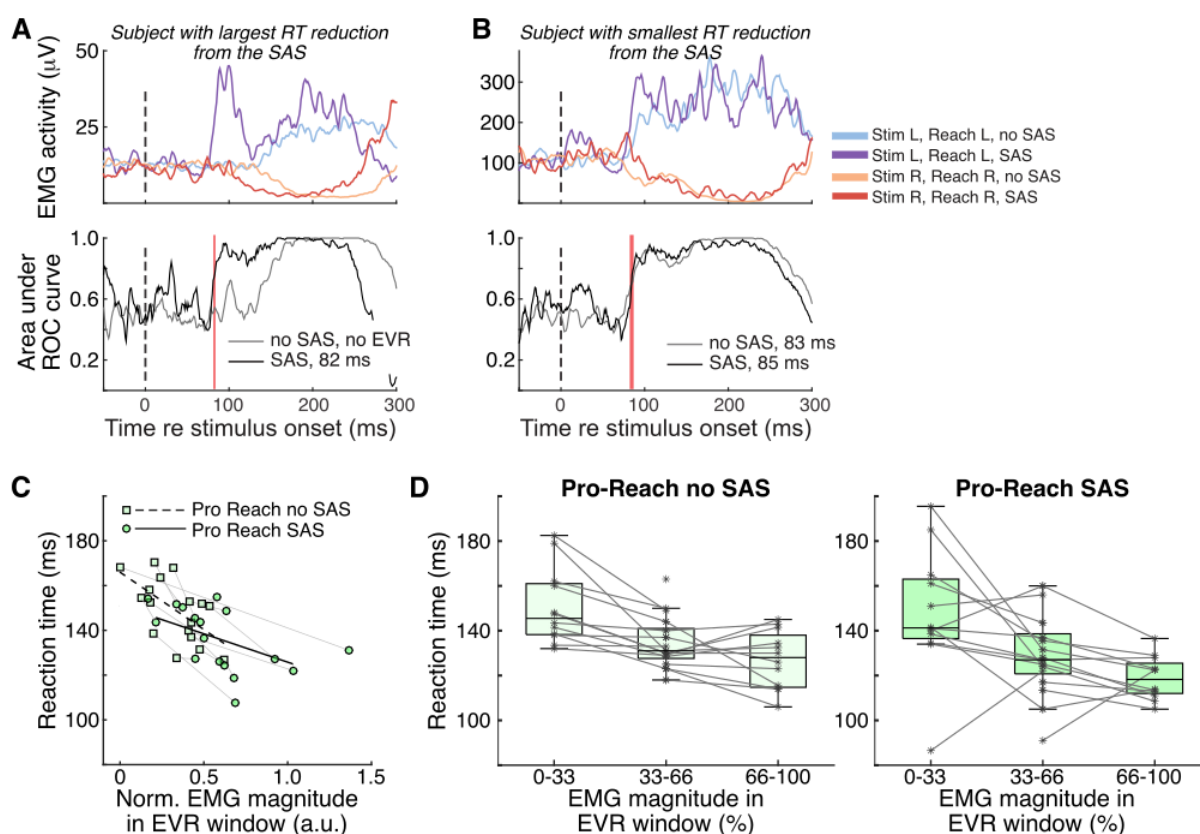 A
Subject with largest RT reduction
from the SAS
EMG activity (µV)
50
25
Area under
ROC curve
1.0
0.6
0.2
no SAS, no EVR
SAS, 82 ms
0
100
200
300
Time re stimulus onset (ms)
B
Subject with smallest RT reduction
from the SAS
300
200
100
Stim L, Reach L, no SAS
Stim L, Reach L, SAS
Stim R, Reach R, no SAS
Stim R, Reach R, SAS
1.0
0.6
0.2
no SAS, 83 ms
SAS, 85 ms
0
100
200
300
Time re stimulus onset (ms)
C
Pro Reach no SAS
Pro Reach SAS
Reaction time (ms)
180
140
100
0
0.5
1.0
1.5
Norm. EMG magnitude
in EVR window (a.u.)
D
Pro-Reach no SAS
Reaction time (ms)
180
140
100
0-33
33-66
66-100
EMG magnitude in
EVR window (%)
Pro-Reach SAS
180
140
100
0-33
33-66
66-100
EMG magnitude in
EVR window (%)